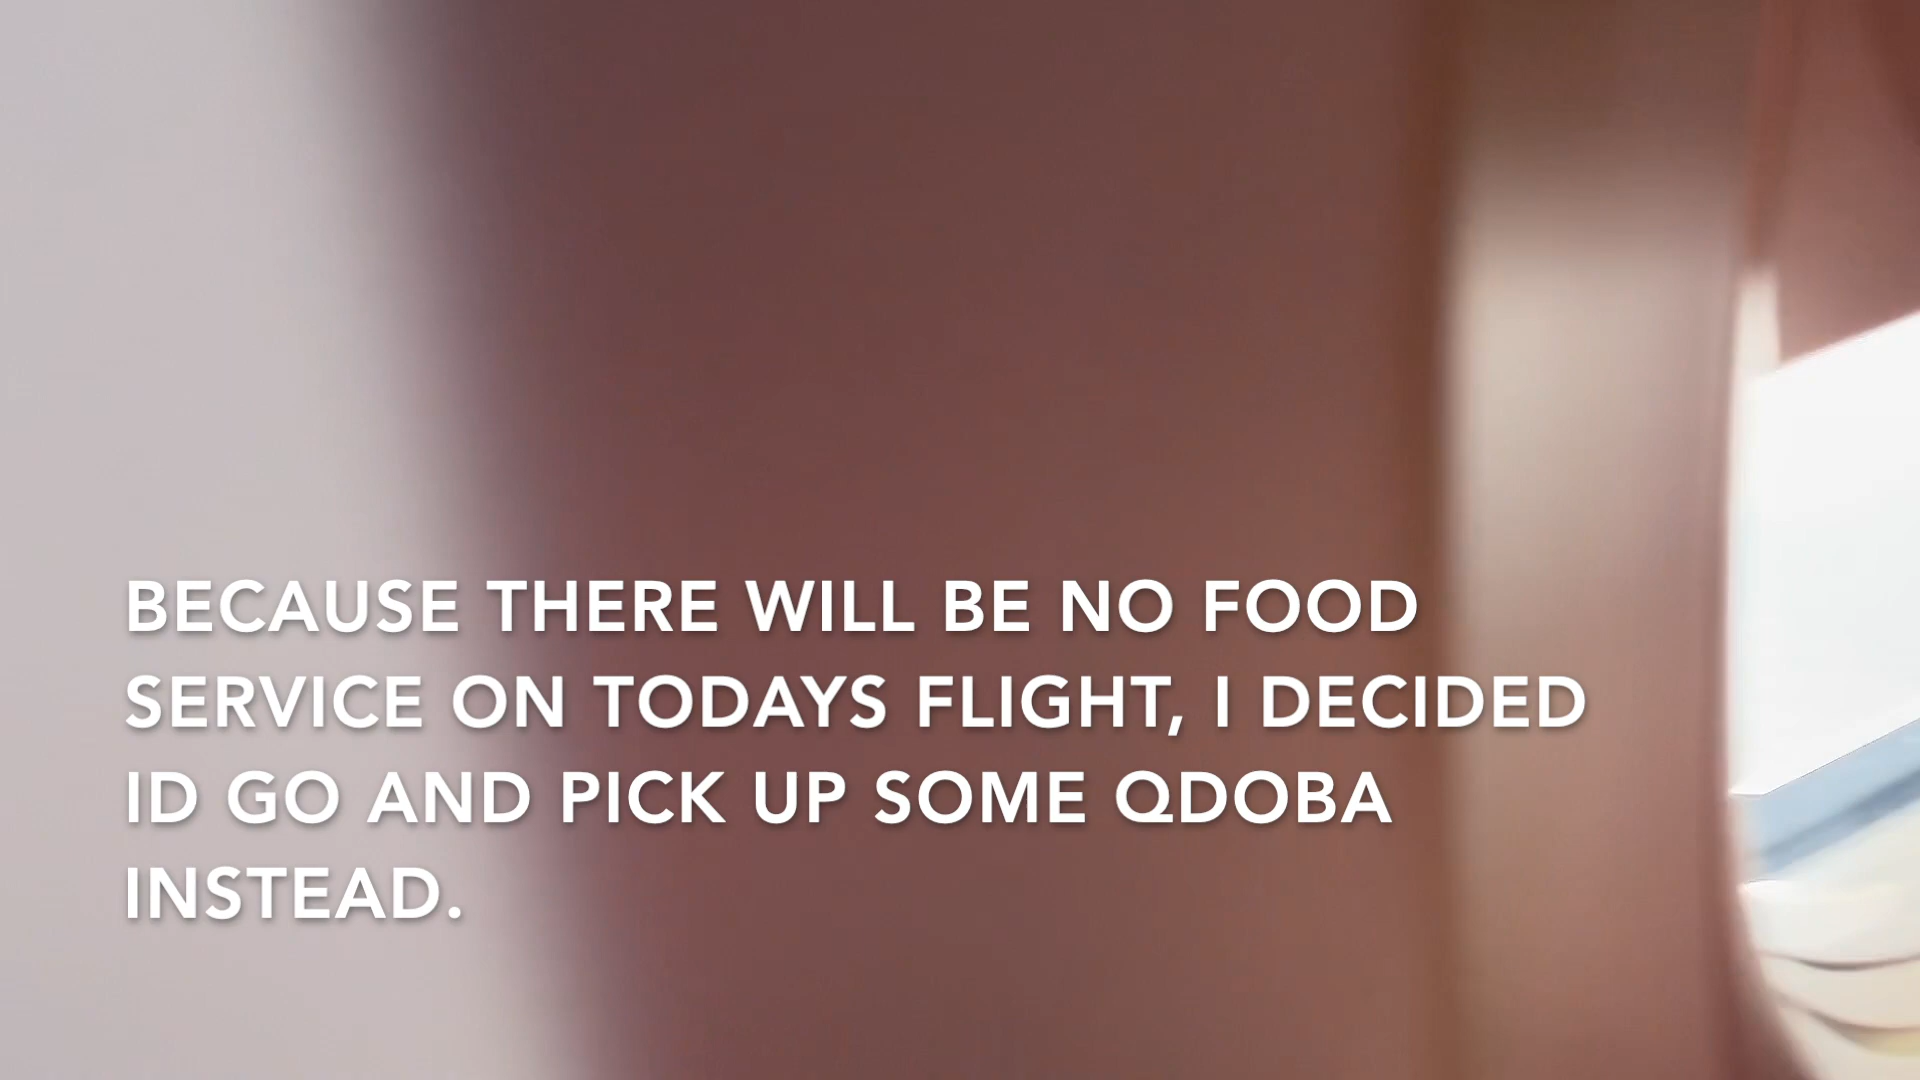 BECAUSE THERE WILL BE NO FOOD
SERVICE ON TODAYS FLIGHT, I DECIDED
ID GO AND PICK UP SOME QDOBA
INSTEAD.